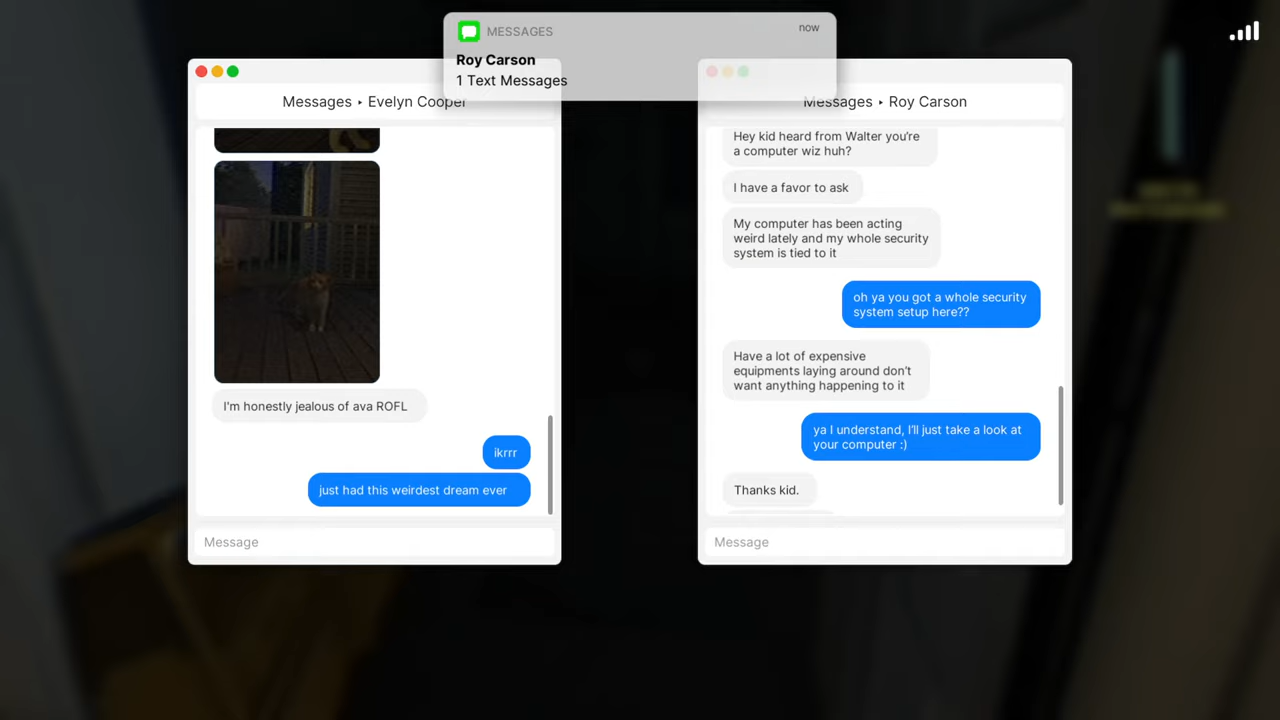 MESSAGES
now
Roy Carson
1 Text Messages
Messages ▸ Evelyn Cooper
I'm honestly jealous of ava ROFL
ikrrr
just had this weirdest dream ever
Message
Messages ▸ Roy Carson
Hey kid heard from Walter you're
a computer wiz huh?
I have a favor to ask
My computer has been acting
weird lately and my whole security
system is tied to it
oh ya you got a whole security
system setup here??
Have a lot of expensive
equipments laying around don't
want anything happening to it
ya I understand, I'll just take a look at
your computer :)
Thanks kid.
Message